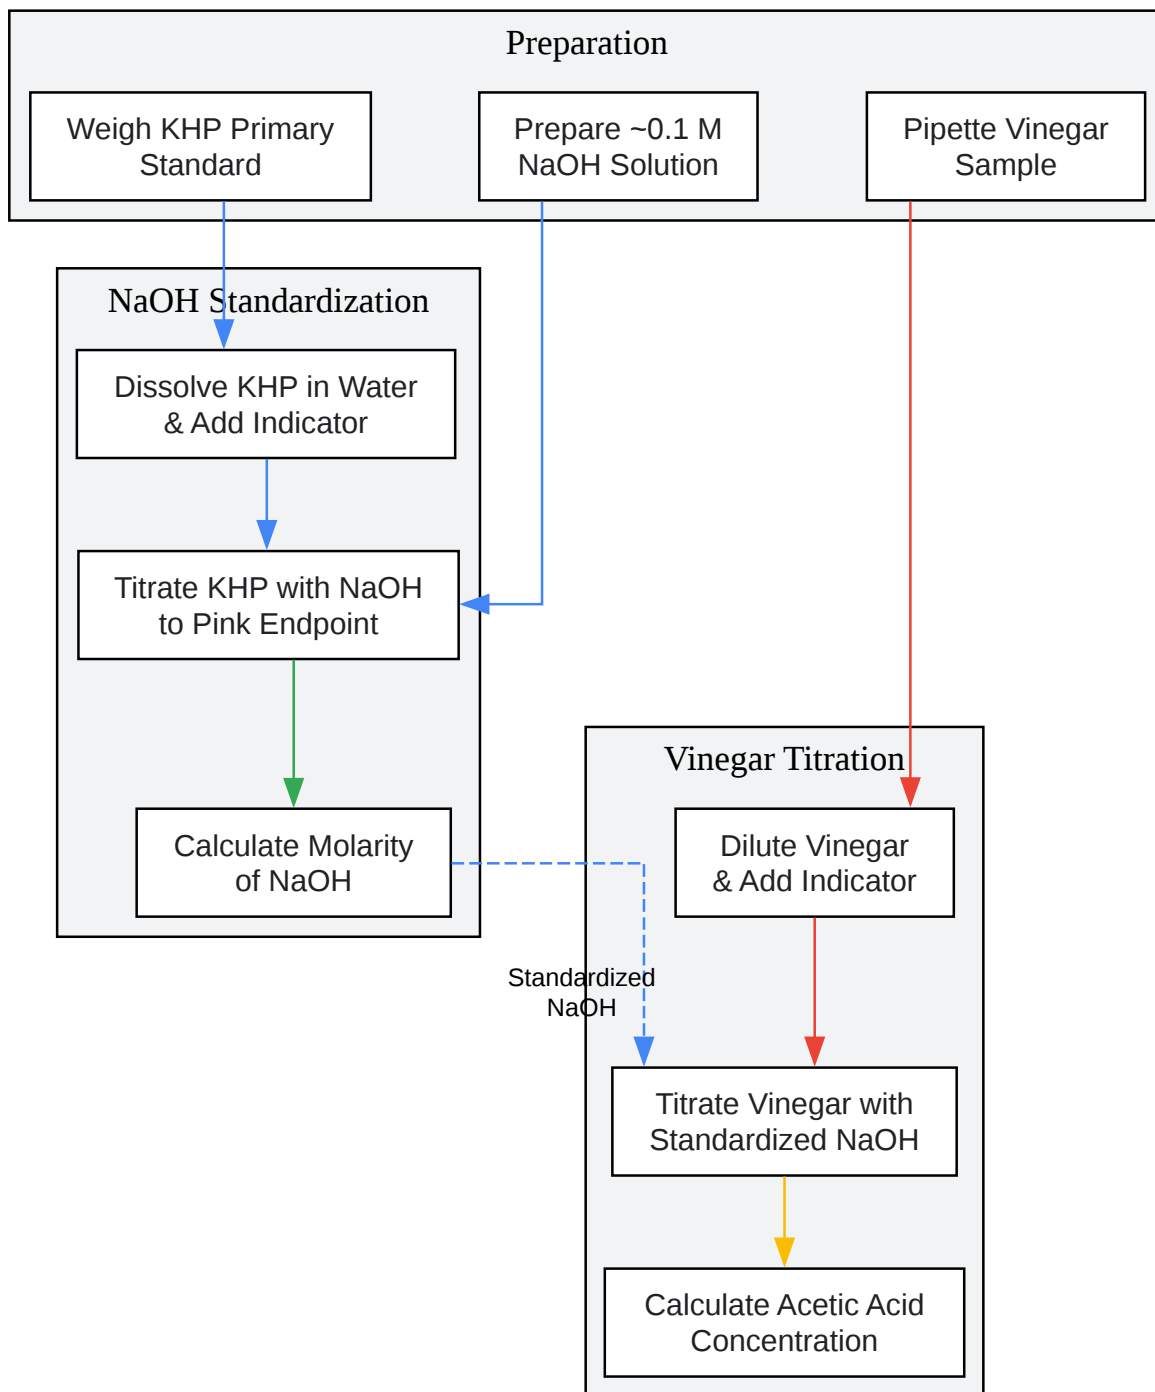 Preparation
Weigh KHP Primary
Standard
Prepare ~0.1 M
NaOH Solution
Pipette Vinegar
Sample
NaOH Standardization
Dissolve KHP in Water
& Add Indicator
Titrate KHP with NaOH
to Pink Endpoint
Calculate Molarity
of NaOH
Vinegar Titration
Dilute Vinegar
& Add Indicator
Standardized
NaOH
Titrate Vinegar with
Standardized NaOH
Calculate Acetic Acid
Concentration